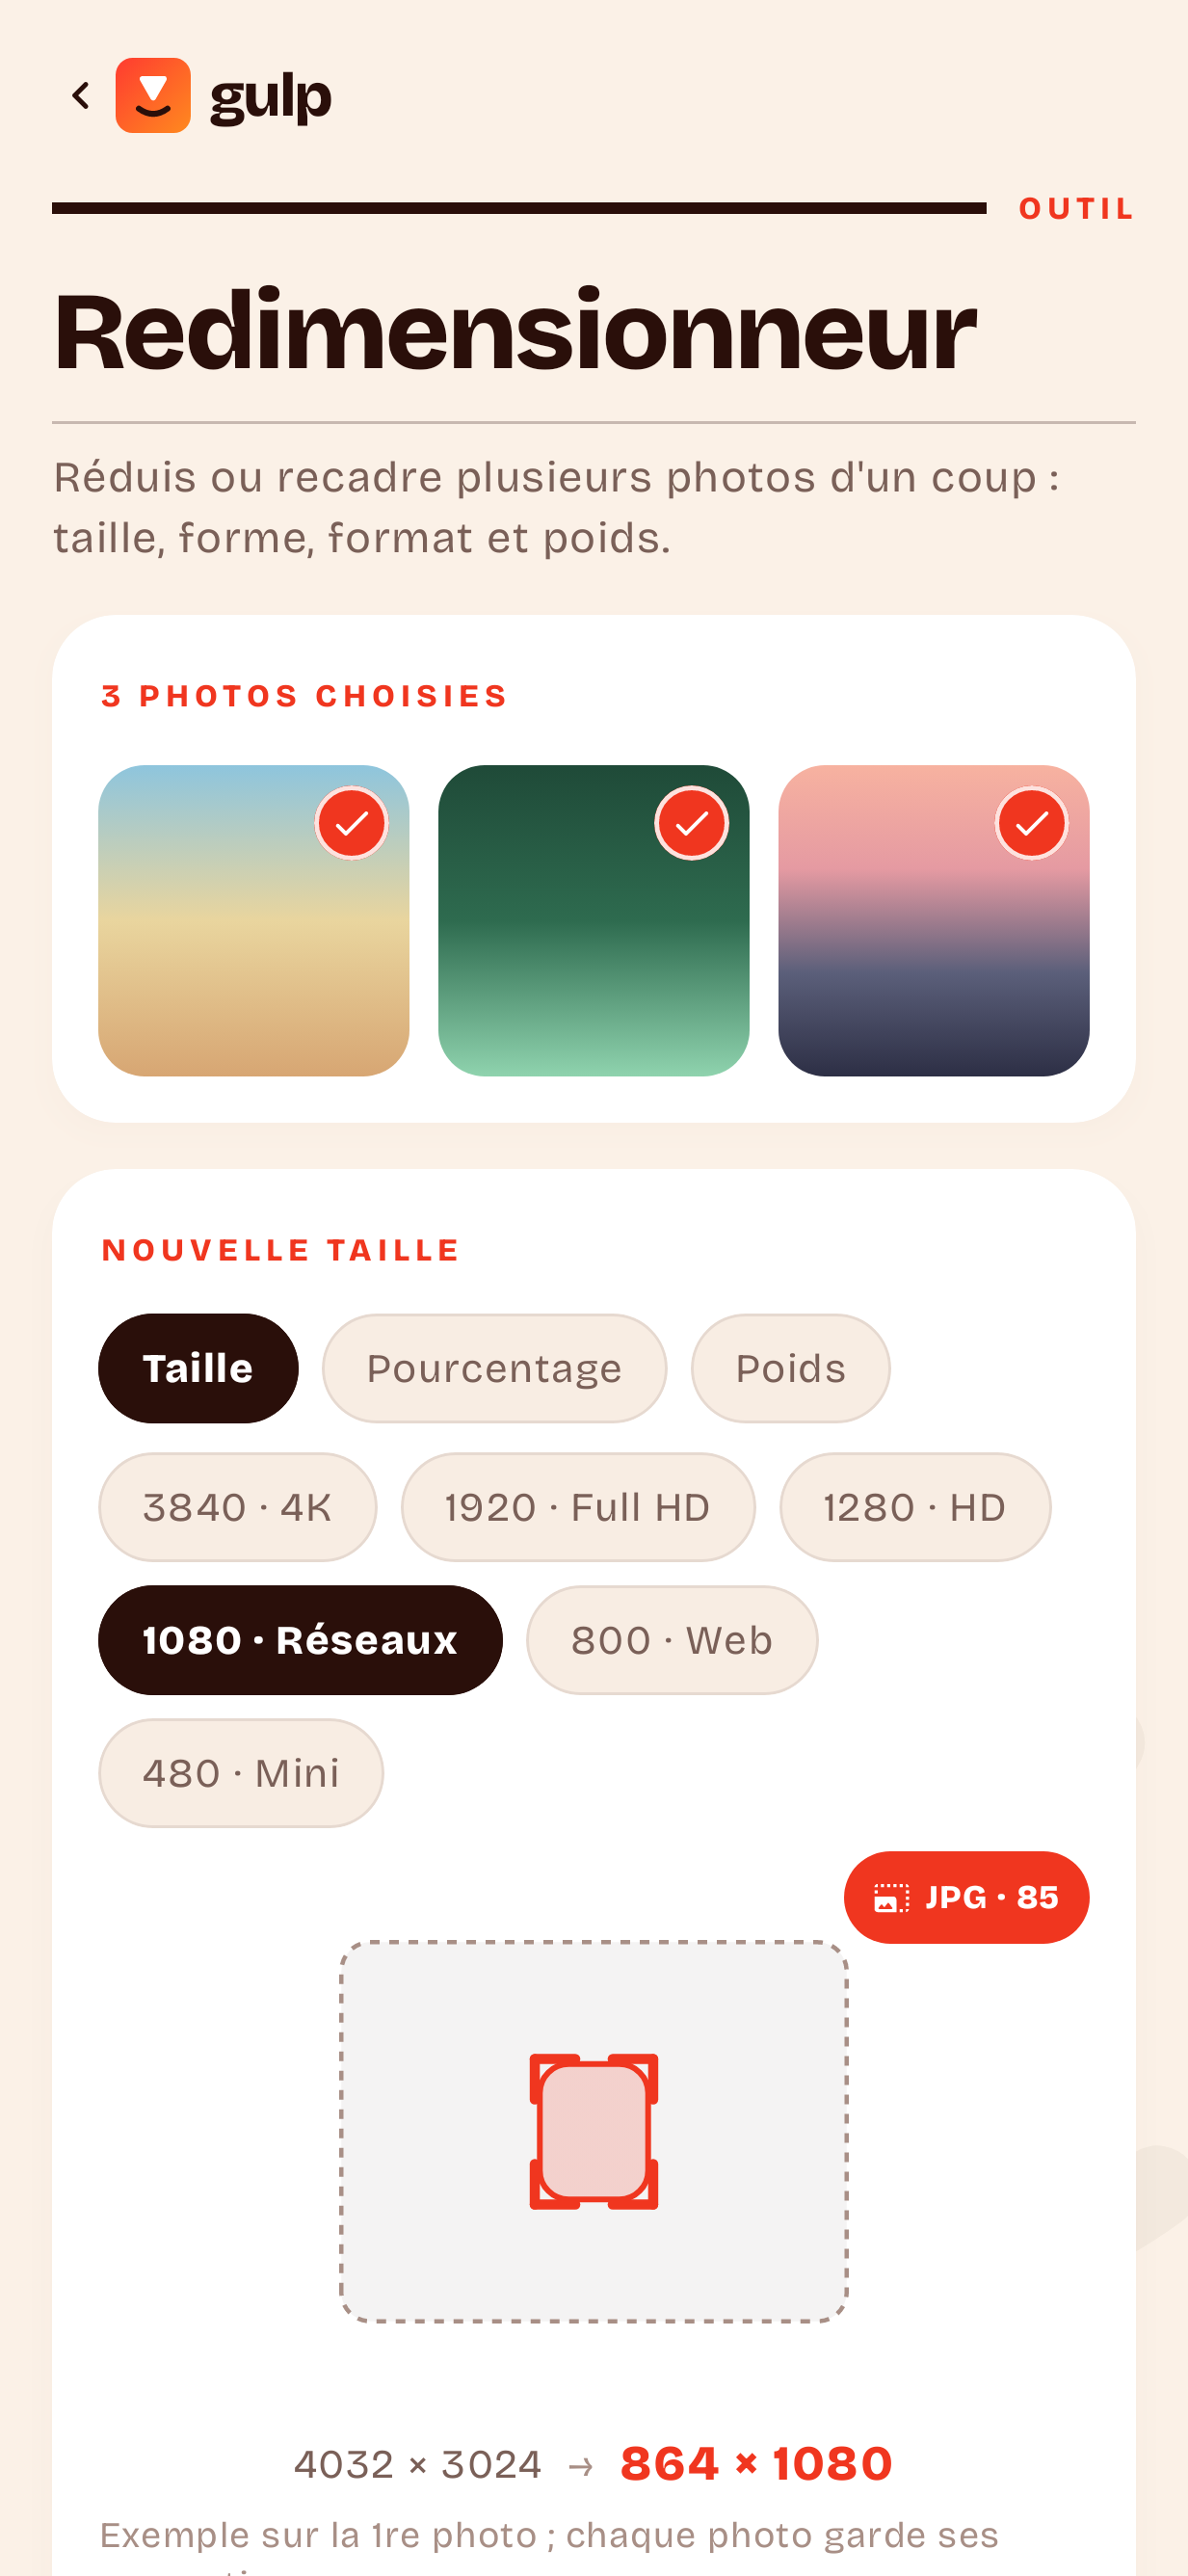 gulp
OUTIL
Redimensionneur
Réduis ou recadre plusieurs photos d'un coup :
taille, forme, format et poids.
3 PHOTOS CHOISIES
NOUVELLE TAILLE
Taille
Pourcentage
Poids
3840 · 4K
1920 · Full HD
1280 · HD
1080 · Réseaux
800 · Web
480 · Mini
JPG · 85
4032 × 3024 → 864 × 1080
Exemple sur la 1re photo ; chaque photo garde ses